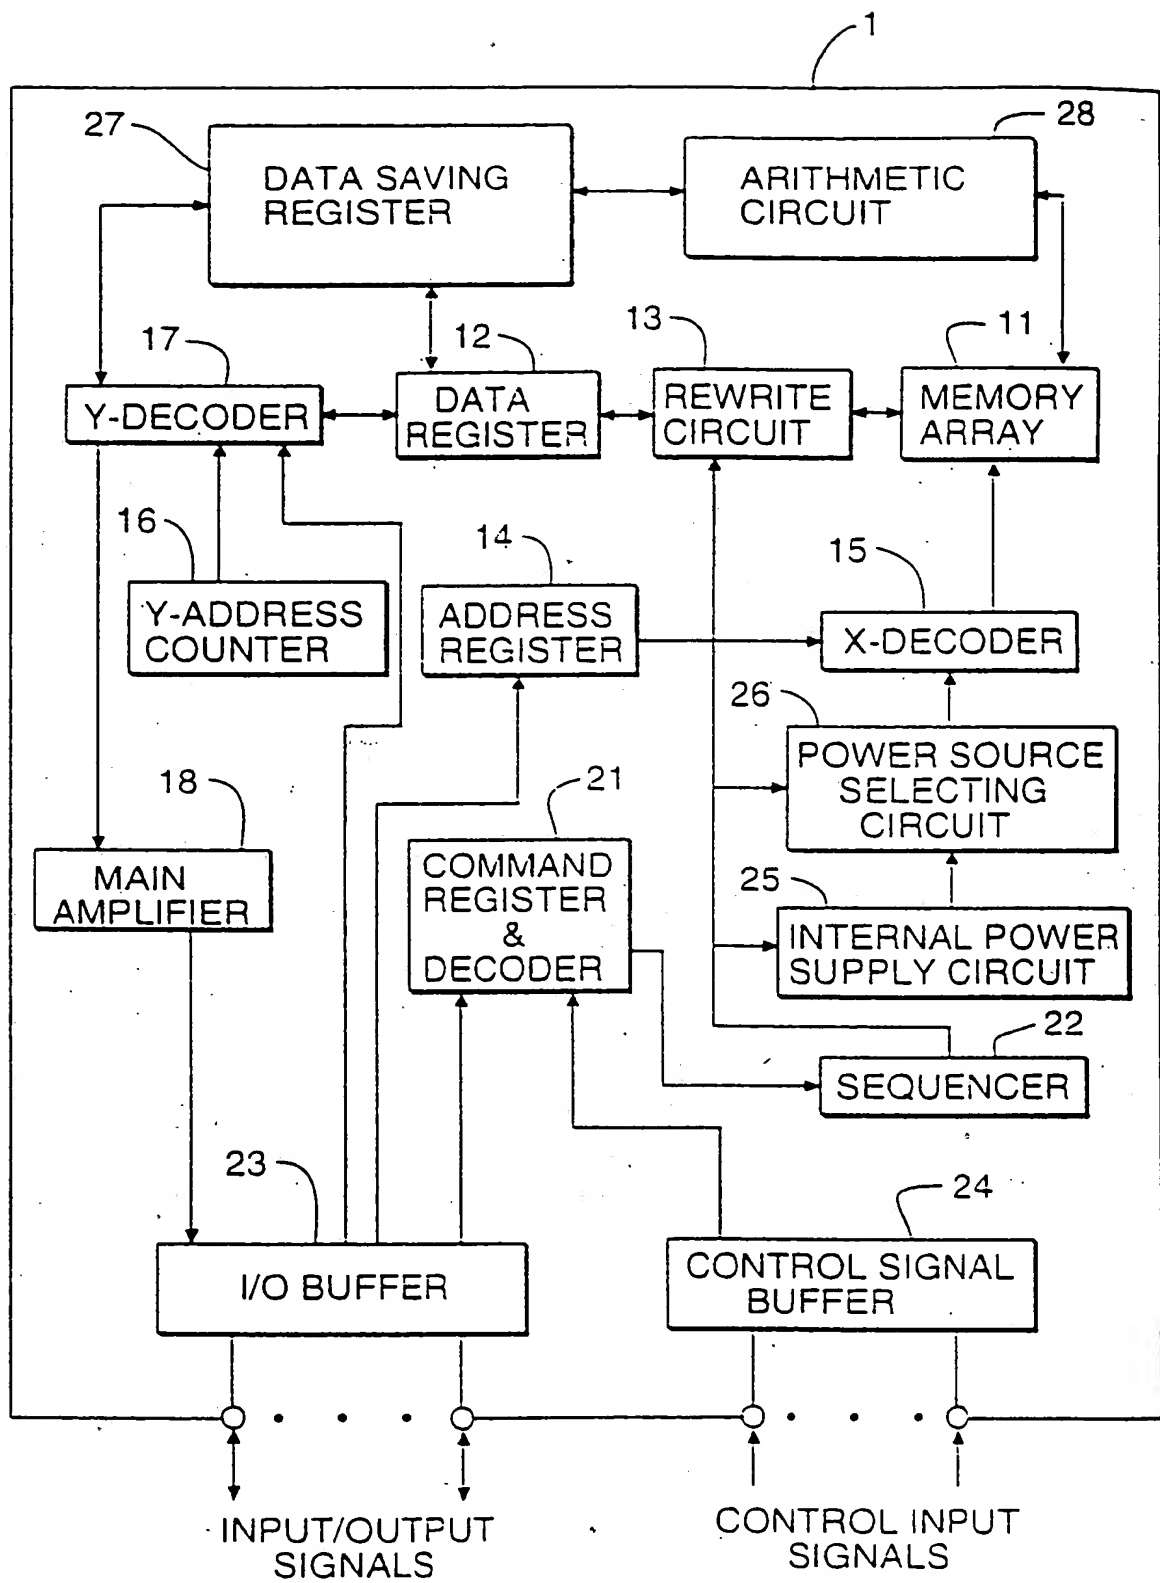 1
27
DATA SAVING
REGISTER
28
ARITHMETIC
CIRCUIT
17
Y-DECODER
12
DATA
REGISTER
13
REWRITE
CIRCUIT
11
MEMORY
ARRAY
16
Y-ADDRESS
COUNTER
14
ADDRESS
REGISTER
15
X-DECODER
26
POWER SOURCE
SELECTING
CIRCUIT
18
MAIN
AMPLIFIER
21
COMMAND
REGISTER
&
DECODER
25
INTERNAL POWER
SUPPLY CIRCUIT
22
SEQUENCER
23
I/O BUFFER
24
CONTROL SIGNAL
BUFFER
INPUT/OUTPUT
SIGNALS
CONTROL INPUT
SIGNALS